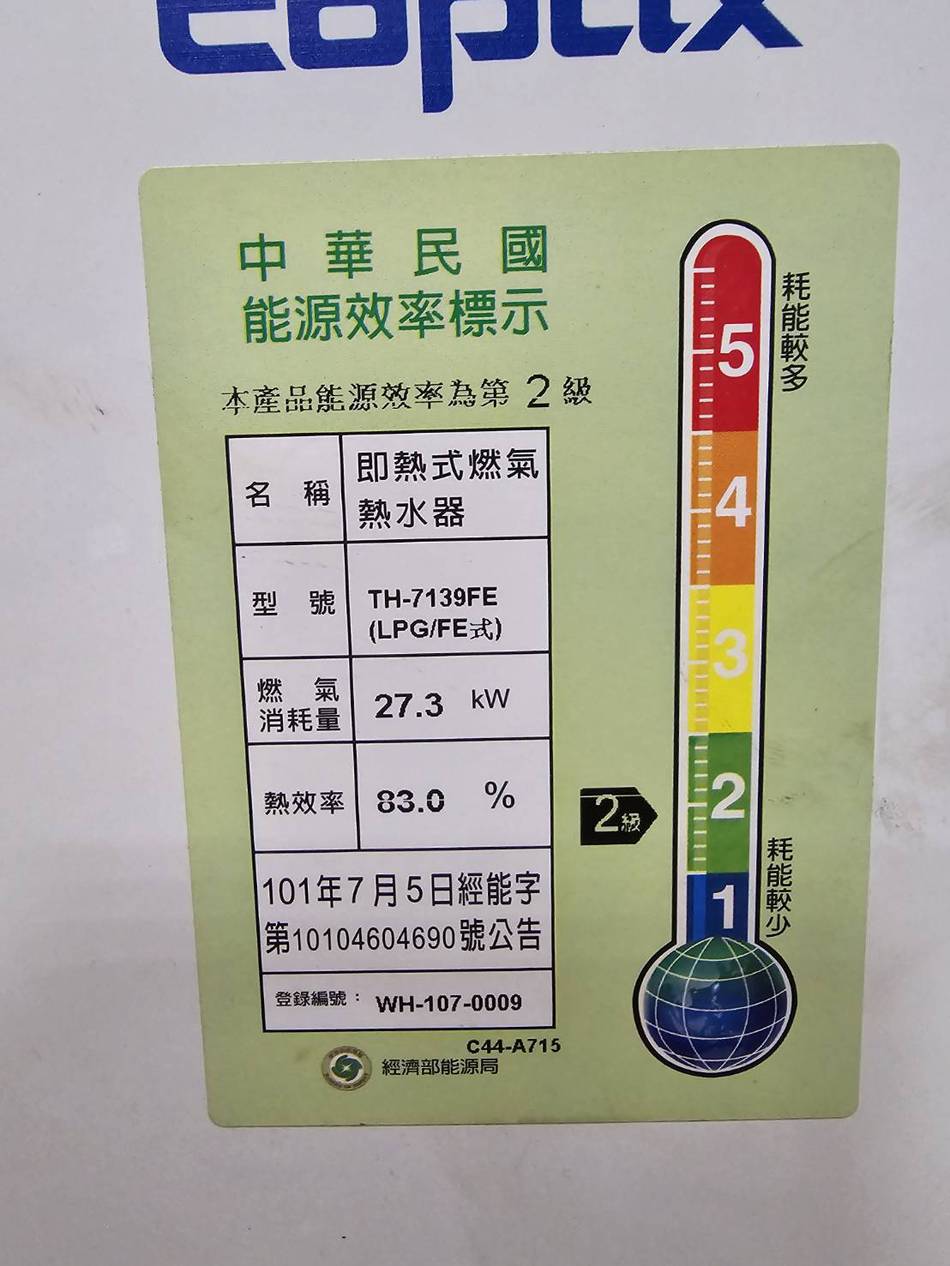 中華民國
能源效率標示
本產品能源效率為第 2 級
名稱
即熱式燃氣
熱水器
型號
TH-7139FE
(LPG/FE式)
燃氣
消耗量
27.3 kW
熱效率
83.0 %
101年7月5日經能字
第10104604690號公告
登錄編號： WH-107-0009
C44-A715
經濟部能源局
耗能較多
5
4
3
2
2級
1
耗能較少